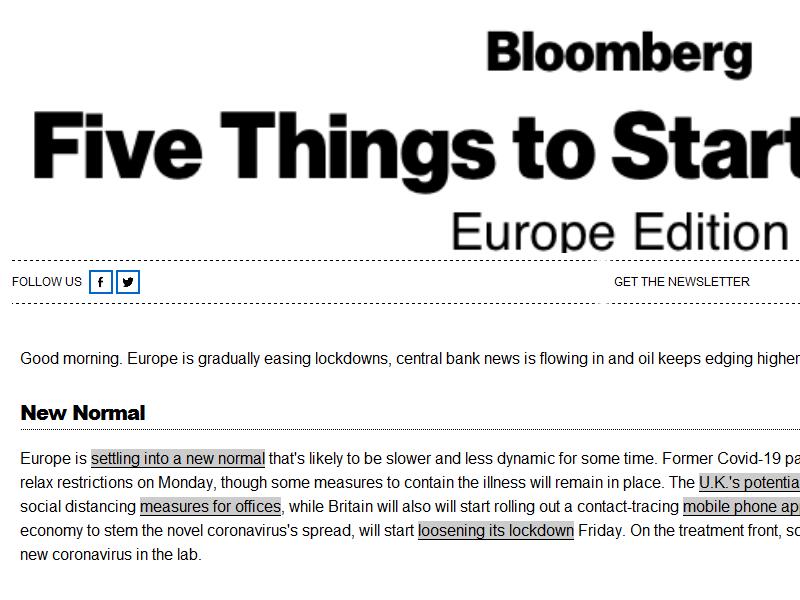 Bloomberg
Five Things to Start
Europe Edition
FOLLOW US
GET THE NEWSLETTER
Good morning. Europe is gradually easing lockdowns, central bank news is flowing in and oil keeps edging higher
New Normal
Europe is settling into a new normal that's likely to be slower and less dynamic for some time. Former Covid-19 pa
relax restrictions on Monday, though some measures to contain the illness will remain in place. The U.K.'s potentia
social distancing measures for offices, while Britain will also will start rolling out a contact-tracing mobile phone ap
economy to stem the novel coronavirus's spread, will start loosening its lockdown Friday. On the treatment front, sc
new coronavirus in the lab.